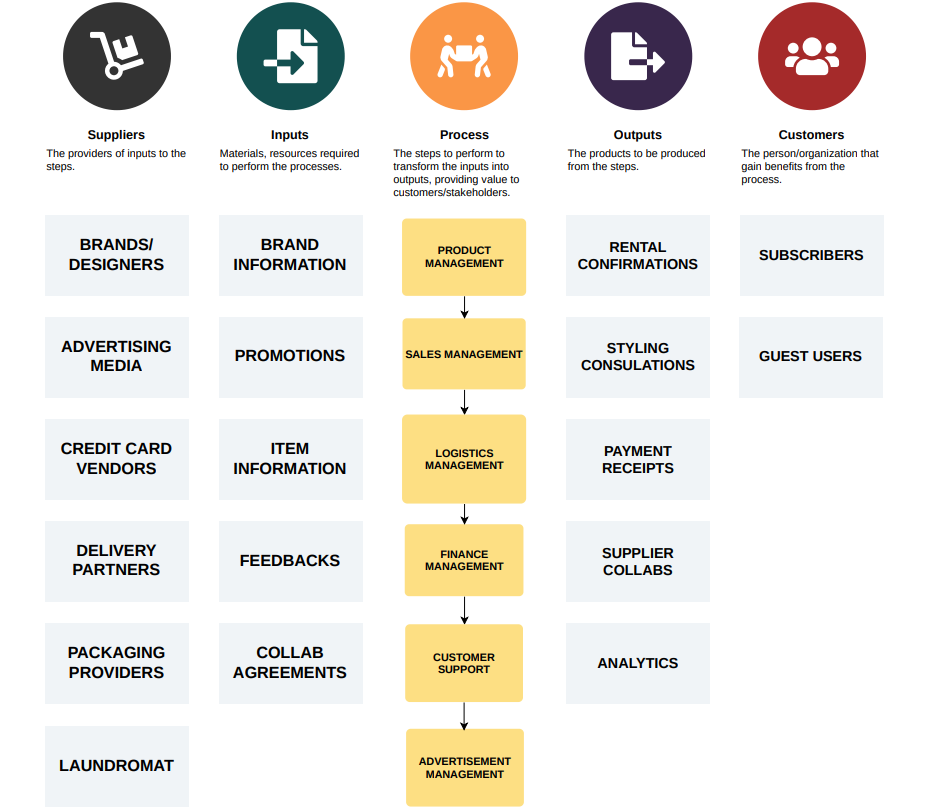 Suppliers
The providers of inputs to the
steps.
Inputs
Materials, resources required
to perform the processes.
Process
The steps to perform to
transform the inputs into
outputs, providing value to
customers/stakeholders.
Outputs
The products to be produced
from the steps.
Customers
The person/organization that
gain benefits from the
process.
BRANDS/
DESIGNERS
ADVERTISING
MEDIA
CREDIT CARD
VENDORS
DELIVERY
PARTNERS
PACKAGING
PROVIDERS
LAUNDROMAT
BRAND
INFORMATION
PROMOTIONS
ITEM
INFORMATION
FEEDBACKS
COLLAB
AGREEMENTS
PRODUCT
MANAGEMENT
SALES MANAGEMENT
LOGISTICS
MANAGEMENT
FINANCE
MANAGEMENT
CUSTOMER
SUPPORT
ADVERTISEMENT
MANAGEMENT
RENTAL
CONFIRMATIONS
STYLING
CONSULATIONS
PAYMENT
RECEIPTS
SUPPLIER
COLLABS
ANALYTICS
SUBSCRIBERS
GUEST USERS